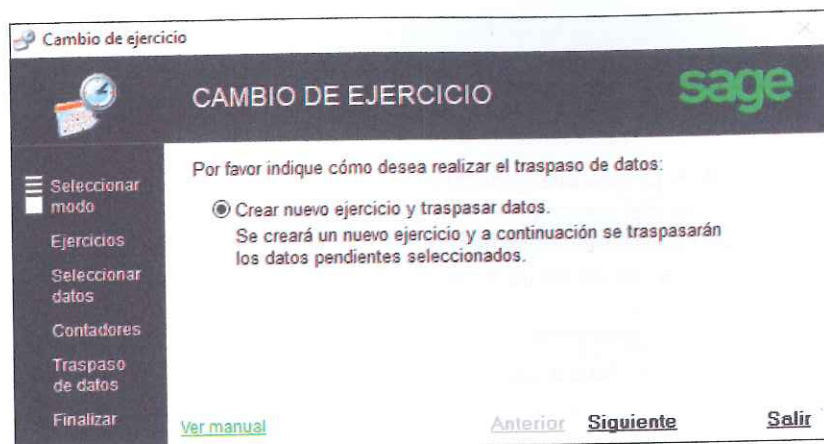 Cambio de ejercicio
CAMBIO DE EJERCICIO
sage
Seleccionar
modo
Ejercicios
Seleccionar
datos
Contadores
Traspaso
de datos
Finalizar
Por favor indique cómo desea realizar el traspaso de datos:
Crear nuevo ejercicio y traspasar datos.
Se creará un nuevo ejercicio y a continuación se traspasarán
los datos pendientes seleccionados.
Ver manual
Anterior Siguiente Salir